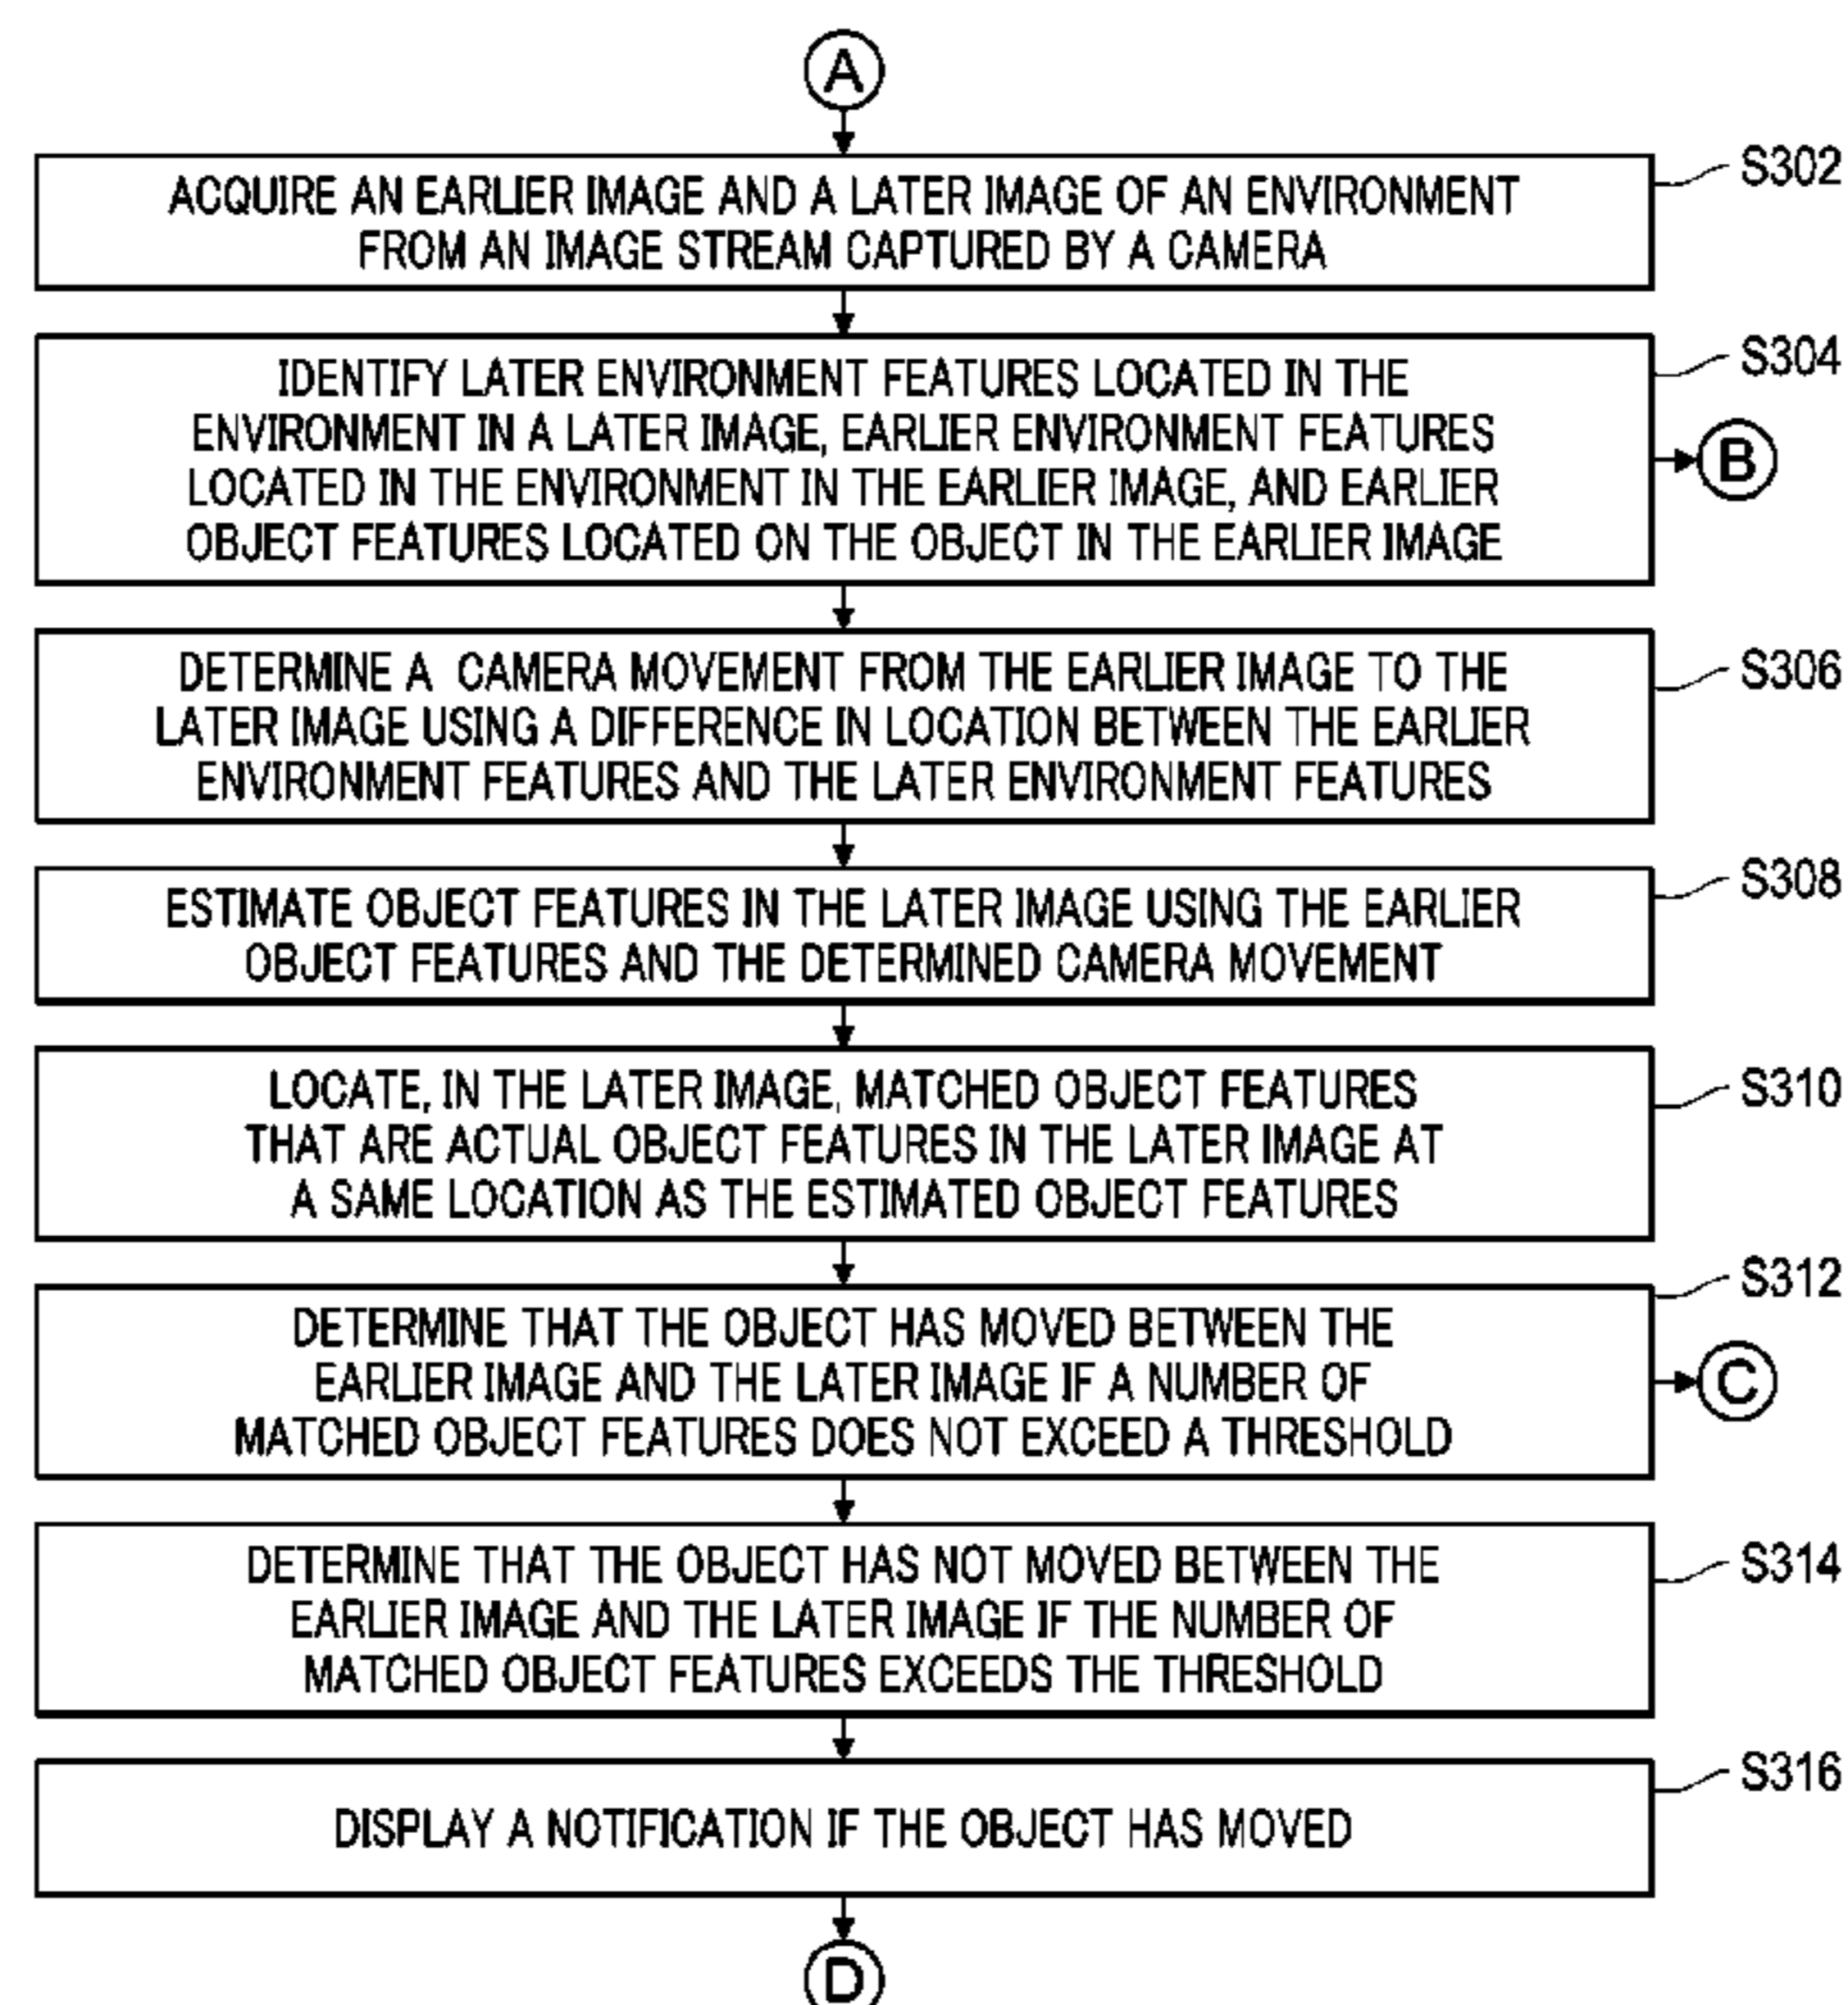 A
ACQUIRE AN EARLIER IMAGE AND A LATER IMAGE OF AN ENVIRONMENT
FROM AN IMAGE STREAM CAPTURED BY A CAMERA
S302
IDENTIFY LATER ENVIRONMENT FEATURES LOCATED IN THE
ENVIRONMENT IN A LATER IMAGE, EARLIER ENVIRONMENT FEATURES
LOCATED IN THE ENVIRONMENT IN THE EARLIER IMAGE, AND EARLIER
OBJECT FEATURES LOCATED ON THE OBJECT IN THE EARLIER IMAGE
S304
B
DETERMINE A CAMERA MOVEMENT FROM THE EARLIER IMAGE TO THE
LATER IMAGE USING A DIFFERENCE IN LOCATION BETWEEN THE EARLIER
ENVIRONMENT FEATURES AND THE LATER ENVIRONMENT FEATURES
S306
ESTIMATE OBJECT FEATURES IN THE LATER IMAGE USING THE EARLIER
OBJECT FEATURES AND THE DETERMINED CAMERA MOVEMENT
S308
LOCATE, IN THE LATER IMAGE, MATCHED OBJECT FEATURES
THAT ARE ACTUAL OBJECT FEATURES IN THE LATER IMAGE AT
A SAME LOCATION AS THE ESTIMATED OBJECT FEATURES
S310
DETERMINE THAT THE OBJECT HAS MOVED BETWEEN THE
EARLIER IMAGE AND THE LATER IMAGE IF A NUMBER OF
MATCHED OBJECT FEATURES DOES NOT EXCEED A THRESHOLD
S312
C
DETERMINE THAT THE OBJECT HAS NOT MOVED BETWEEN THE
EARLIER IMAGE AND THE LATER IMAGE IF THE NUMBER OF
MATCHED OBJECT FEATURES EXCEEDS THE THRESHOLD
S314
DISPLAY A NOTIFICATION IF THE OBJECT HAS MOVED
S316
D